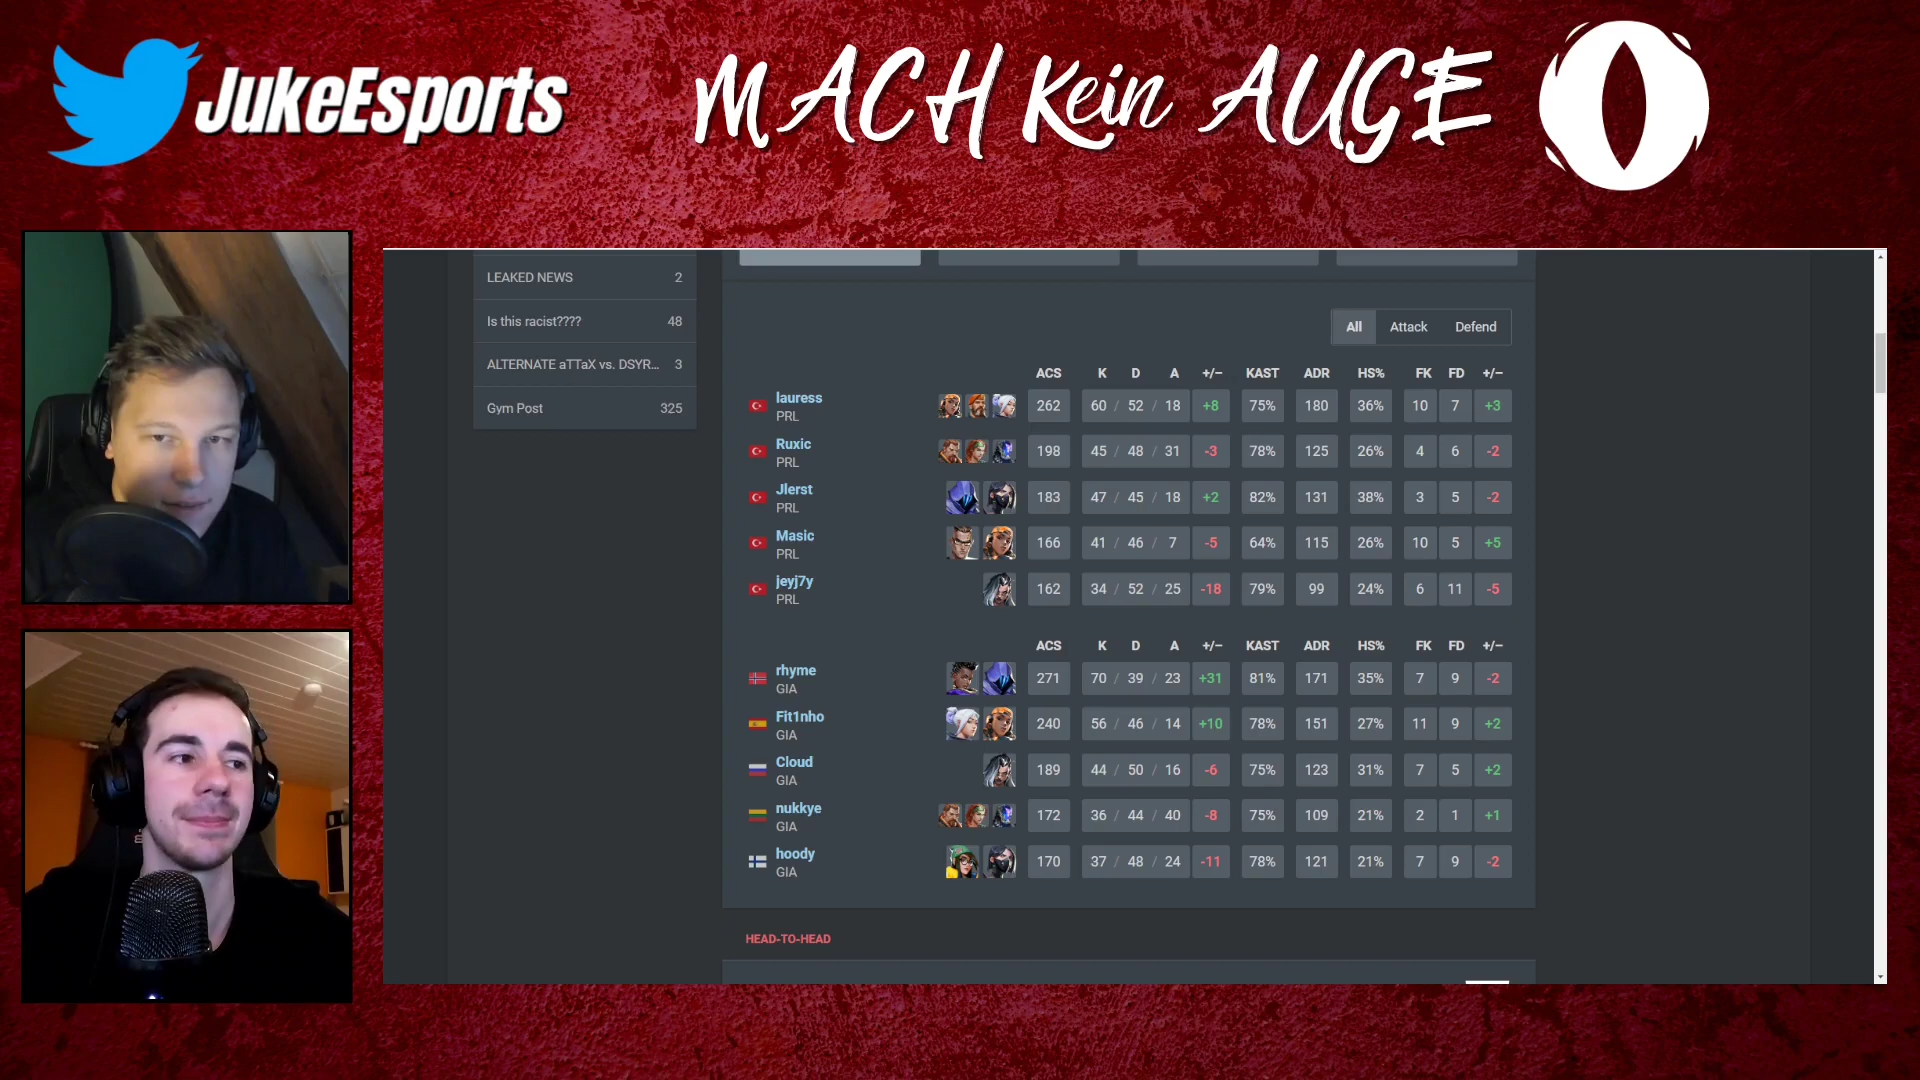 JukeEsports
MACH Kein AUGE
LEAKED NEWS 2
Is this racist???? 48
ALTERNATE aTTaX vs. DSYR... 3
Gym Post 325
All Attack Defend
ACS K D A +/– KAST ADR HS% FK FD +/–
lauress 262 60 / 52 / 18 +8 75% 180 36% 10 7 +3
PRL
Ruxic 198 45 / 48 / 31 -3 78% 125 26% 4 6 -2
PRL
Jlerst 183 47 / 45 / 18 +2 82% 131 38% 3 5 -2
PRL
Masic 166 41 / 46 / 7 -5 64% 115 26% 10 5 +5
PRL
jeyj7y 162 34 / 52 / 25 -18 79% 99 24% 6 11 -5
PRL
ACS K D A +/– KAST ADR HS% FK FD +/–
rhyme 271 70 / 39 / 23 +31 81% 171 35% 7 9 -2
GIA
Fit1nho 240 56 / 46 / 14 +10 78% 151 27% 11 9 +2
GIA
Cloud 189 44 / 50 / 16 -6 75% 123 31% 7 5 +2
GIA
nukkye 172 36 / 44 / 40 -8 75% 109 21% 2 1 +1
GIA
hoody 170 37 / 48 / 24 -11 78% 121 21% 7 9 -2
GIA
HEAD-TO-HEAD